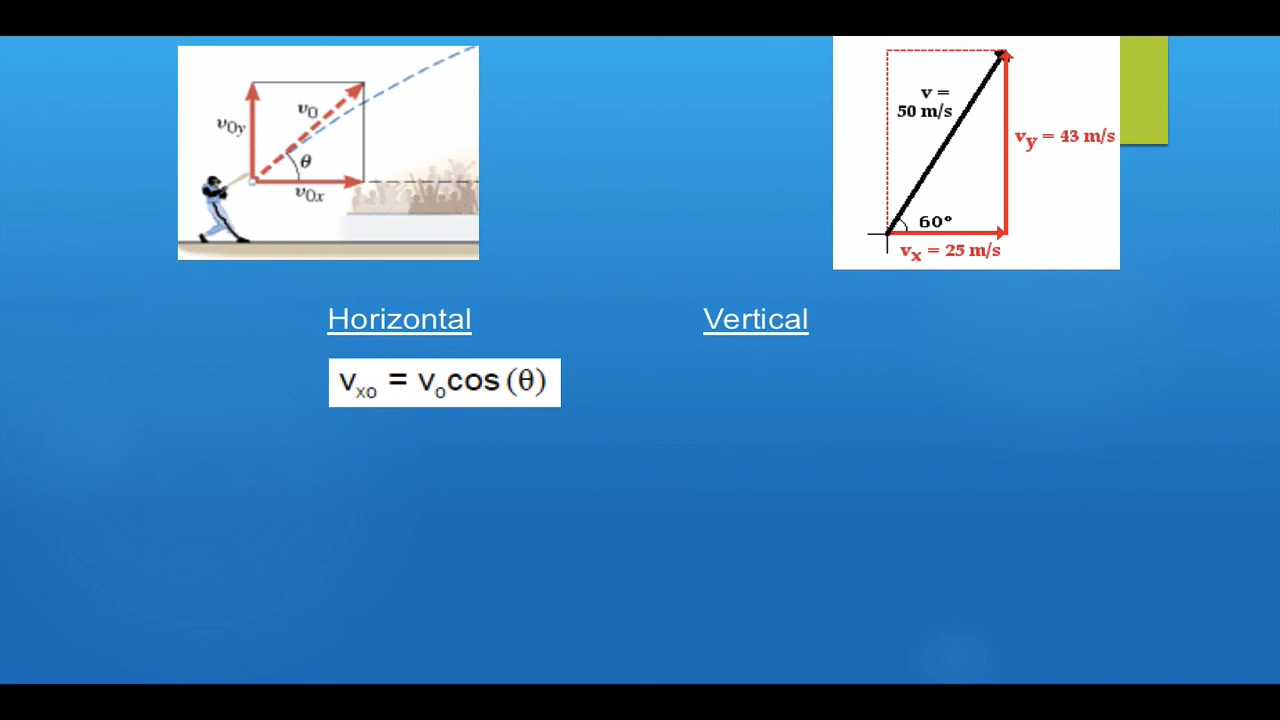 v0y
v0
θ
v0x
v =
50 m/s
vy = 43 m/s
60°
vx = 25 m/s
Horizontal
Vertical
vxo = vocos (θ)